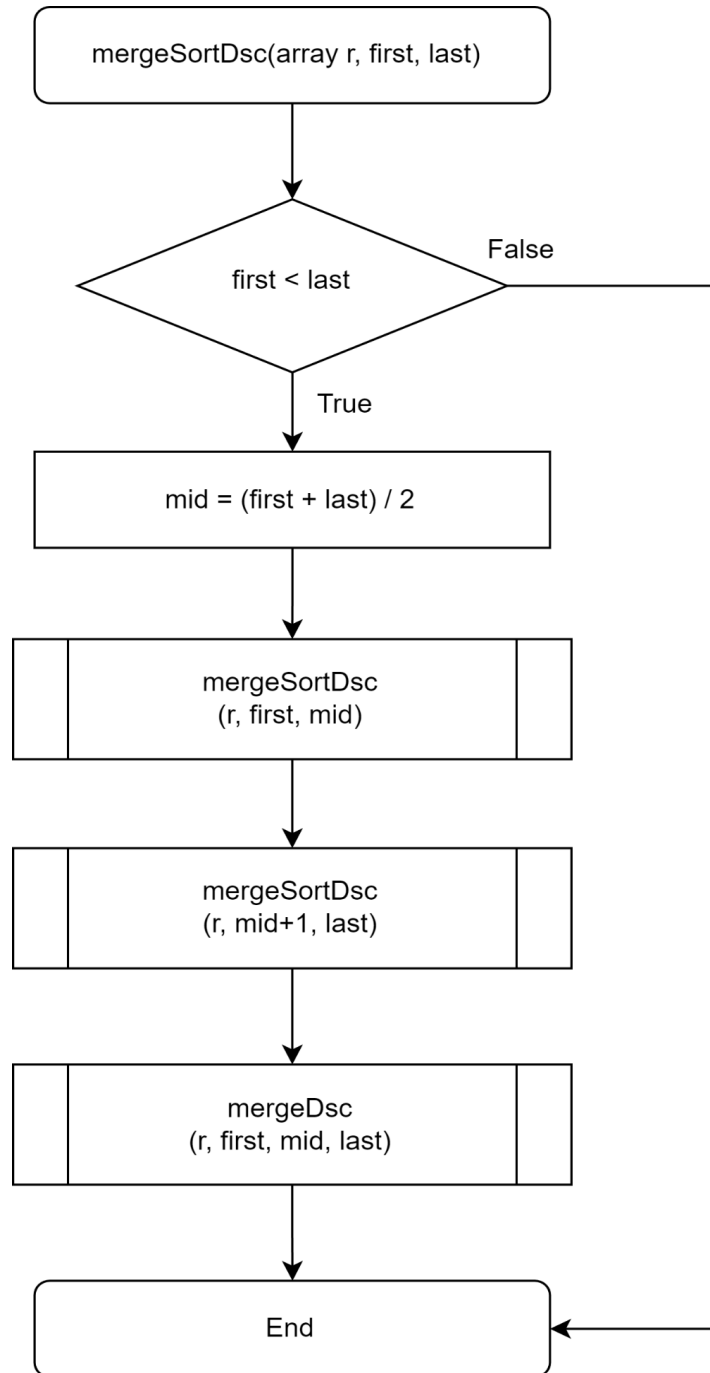 mergeSortDsc(array r, first, last)
first < last
False
True
mid = (first + last) / 2
mergeSortDsc
(r, first, mid)
mergeSortDsc
(r, mid+1, last)
mergeDsc
(r, first, mid, last)
End